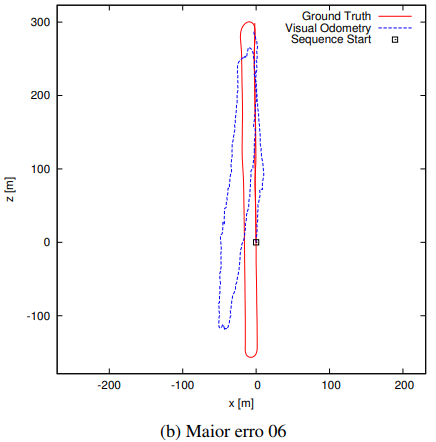 Ground Truth
Visual Odometry
Sequence Start
300
200
100
0
-100
z [m]
-200 -100 0 100 200
x [m]
(b) Maior erro 06